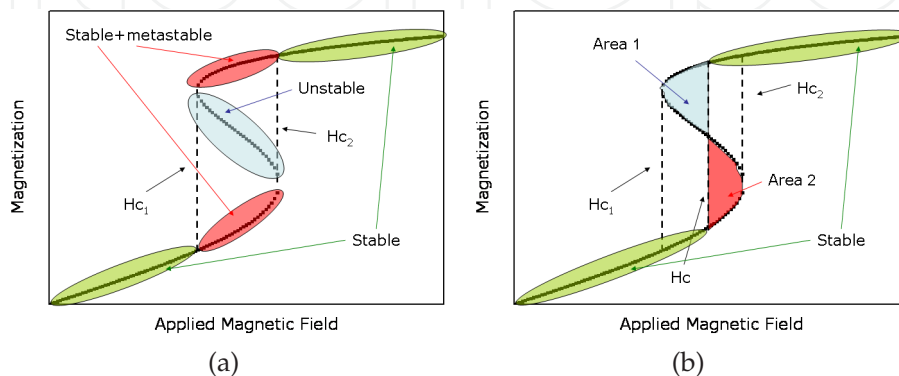 Stable+metastable
Unstable
Hc₂
Hc₁
Stable
Magnetization
Applied Magnetic Field
(a)
Area 1
Hc₂
Hc₁
Area 2
Stable
Hc
Magnetization
Applied Magnetic Field
(b)